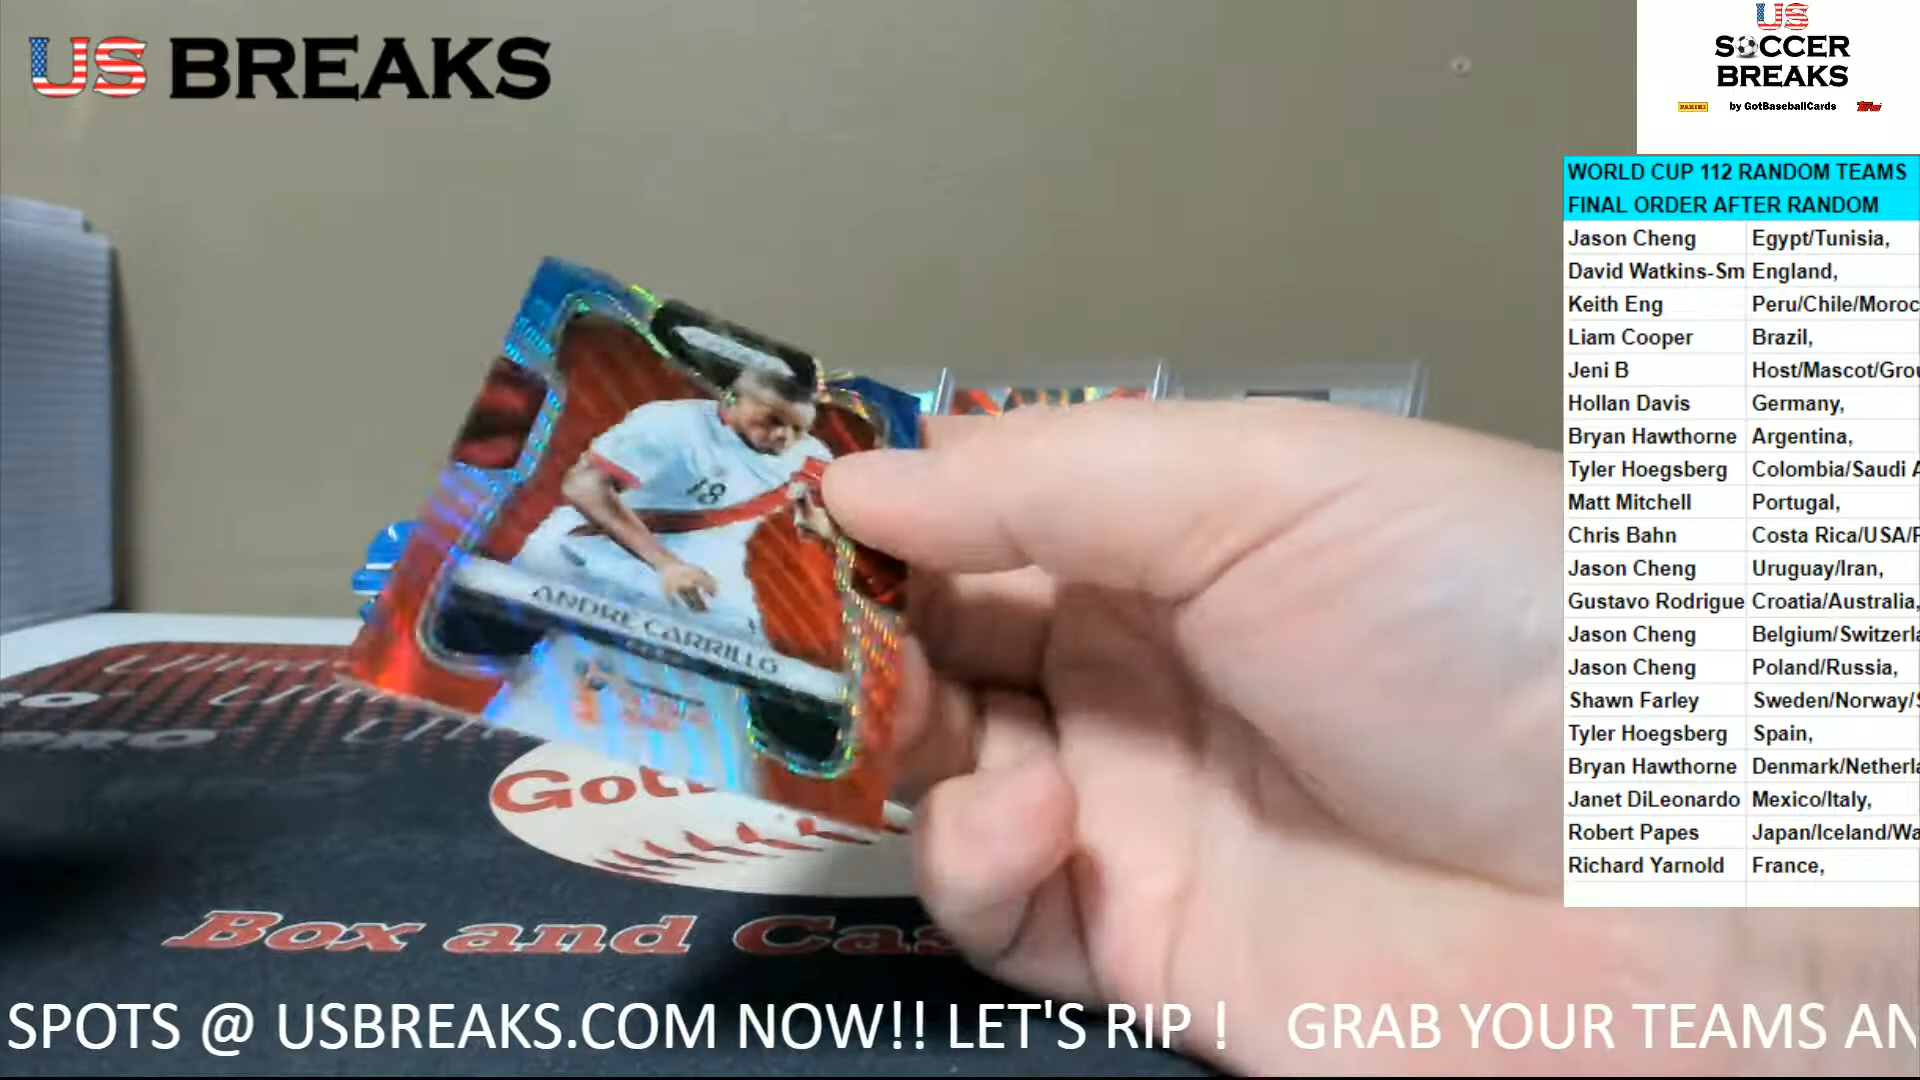 US BREAKS
US
SOCCER
BREAKS
PANINI by GotBaseballCards Topps
WORLD CUP 112 RANDOM TEAMS
FINAL ORDER AFTER RANDOM
Jason Cheng Egypt/Tunisia,
David Watkins-Sm England,
Keith Eng Peru/Chile/Moroc
Liam Cooper Brazil,
Jeni B Host/Mascot/Grou
Hollan Davis Germany,
Bryan Hawthorne Argentina,
Tyler Hoegsberg Colombia/Saudi A
Matt Mitchell Portugal,
Chris Bahn Costa Rica/USA/F
Jason Cheng Uruguay/Iran,
Gustavo Rodrigue Croatia/Australia,
Jason Cheng Belgium/Switzerla
Jason Cheng Poland/Russia,
Shawn Farley Sweden/Norway/S
Tyler Hoegsberg Spain,
Bryan Hawthorne Denmark/Netherla
Janet DiLeonardo Mexico/Italy,
Robert Papes Japan/Iceland/Wa
Richard Yarnold France,
18
ANDRE CARRILLO
Got
Box and Cas
SPOTS @ USBREAKS.COM NOW!! LET'S RIP ! GRAB YOUR TEAMS AN